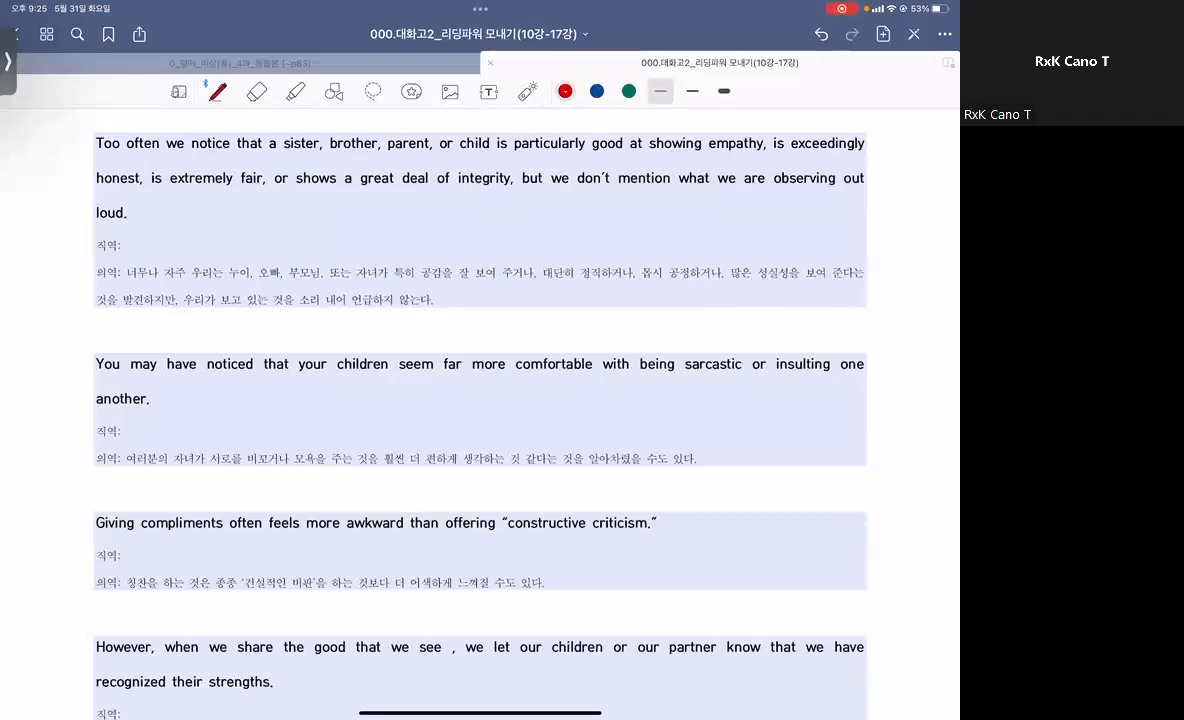 오후 9:25 5월 31일 화요일
53%
000.대화고2_리딩파워 모내기(10강-17강)
0_영어_비상(홍)_4과_통합본 (~p83)
000.대화고2_리딩파워 모내기(10강-17강)
RxK Cano T
RxK Cano T
Too often we notice that a sister, brother, parent, or child is particularly good at showing empathy, is exceedingly
honest, is extremely fair, or shows a great deal of integrity, but we don't mention what we are observing out
loud.
직역:
의역: 너무나 자주 우리는 누이, 오빠, 부모님, 또는 자녀가 특히 공감을 잘 보여 주거나, 대단히 정직하거나, 몹시 공정하거나, 많은 성실성을 보여 준다는
것을 발견하지만, 우리가 보고 있는 것을 소리 내어 언급하지 않는다.
You may have noticed that your children seem far more comfortable with being sarcastic or insulting one
another.
직역:
의역: 여러분의 자녀가 서로를 비꼬거나 모욕을 주는 것을 훨씬 더 편하게 생각하는 것 같다는 것을 알아차렸을 수도 있다.
Giving compliments often feels more awkward than offering “constructive criticism.”
직역:
의역: 칭찬을 하는 것은 종종 ‘건설적인 비판’을 하는 것보다 더 어색하게 느껴질 수도 있다.
However, when we share the good that we see , we let our children or our partner know that we have
recognized their strengths.
직역: